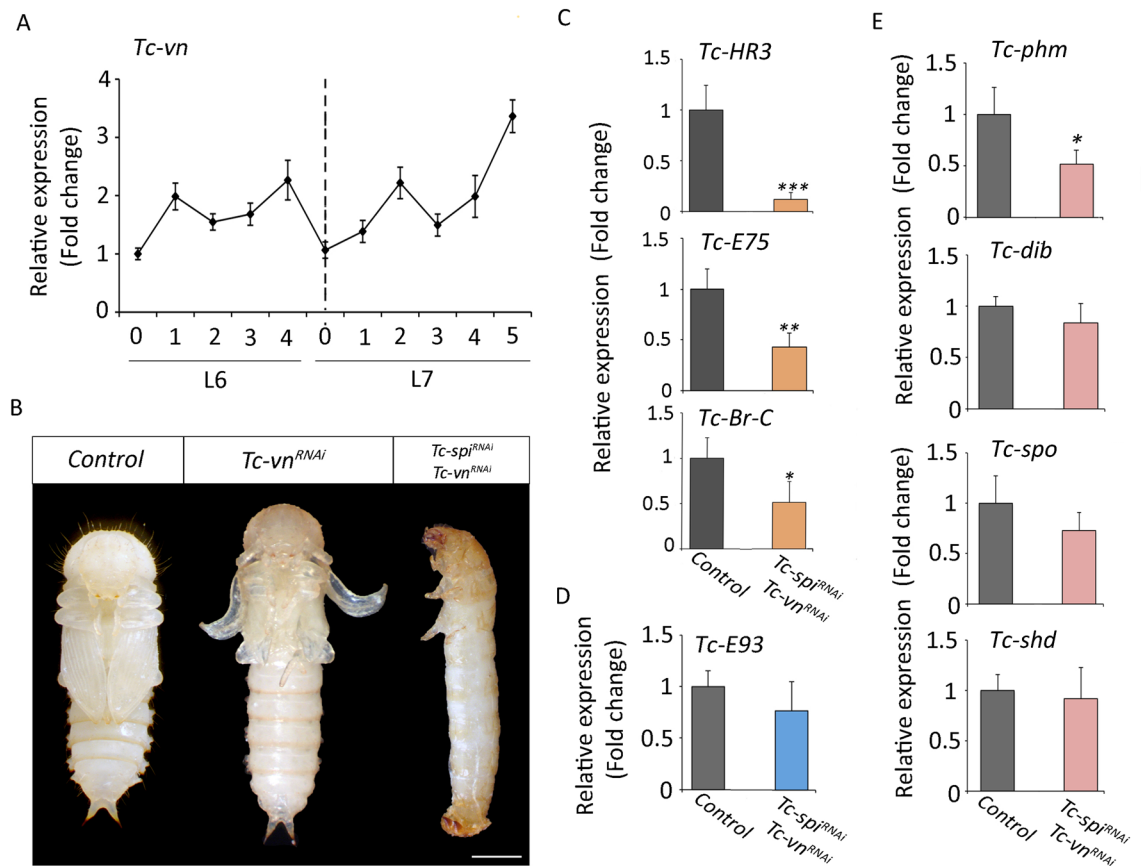 A
Tc-vn
Relative expression
(Fold change)
4
3
2
1
0
0 1 2 3 4 0 1 2 3 4 5
L6 L7
B
Control
Tc-vnRNAi
Tc-spiRNAi
Tc-vnRNAi
C
Relative expression (Fold change)
Tc-HR3
1.5
1
0.5
0
***
Tc-E75
1.5
1
0.5
0
**
Tc-Br-C
1.5
1
0.5
0
*
Control
Tc-spiRNAi
Tc-vnRNAi
D
Relative expression
(Fold change)
Tc-E93
1.5
1
0.5
0
Control
Tc-spiRNAi
Tc-vnRNAi
E
Relative expression (Fold change)
Tc-phm
1.5
1
0.5
0
*
Tc-dib
1.5
1
0.5
0
Relative expression (Fold change)
Tc-spo
1.5
1
0.5
0
Tc-shd
1.5
1
0.5
0
Control
Tc-spiRNAi
Tc-vnRNAi